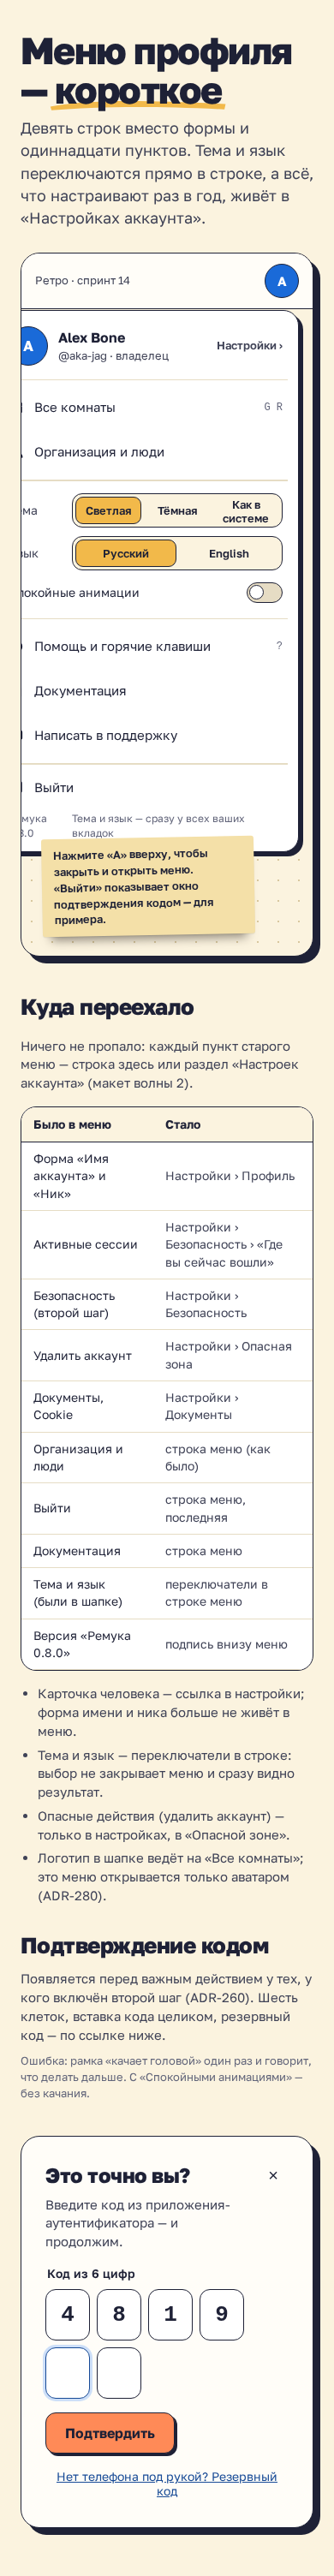 Меню профиля
— короткое
Девять строк вместо формы и
одиннадцати пунктов. Тема и язык
переключаются прямо в строке, а всё,
что настраивают раз в год, живёт в
«Настройках аккаунта».
Ретро · спринт 14
A
A
Alex Bone
@aka-jag · владелец
Настройки ›
Все комнаты
G R
Организация и люди
ема
Светлая
Тёмная
Как в
системе
зык
Русский
English
покойные анимации
Помощь и горячие клавиши
?
Документация
Написать в поддержку
Выйти
емука
8.0
Тема и язык — сразу у всех ваших
вкладок
Нажмите «А» вверху, чтобы
закрыть и открыть меню.
«Выйти» показывает окно
подтверждения кодом — для
примера.
Куда переехало
Ничего не пропало: каждый пункт старого
меню — строка здесь или раздел «Настроек
аккаунта» (макет волны 2).
Было в меню
Стало
Форма «Имя
аккаунта» и
«Ник»
Настройки › Профиль
Активные сессии
Настройки ›
Безопасность › «Где
вы сейчас вошли»
Безопасность
(второй шаг)
Настройки ›
Безопасность
Удалить аккаунт
Настройки › Опасная
зона
Документы,
Cookie
Настройки ›
Документы
Организация и
люди
строка меню (как
было)
Выйти
строка меню,
последняя
Документация
строка меню
Тема и язык
(были в шапке)
переключатели в
строке меню
Версия «Ремука
0.8.0»
подпись внизу меню
• Карточка человека — ссылка в настройки;
форма имени и ника больше не живёт в
меню.
• Тема и язык — переключатели в строке:
выбор не закрывает меню и сразу видно
результат.
• Опасные действия (удалить аккаунт) —
только в настройках, в «Опасной зоне».
• Логотип в шапке ведёт на «Все комнаты»;
это меню открывается только аватаром
(ADR-280).
Подтверждение кодом
Появляется перед важным действием у тех, у
кого включён второй шаг (ADR-260). Шесть
клеток, вставка кода целиком, резервный
код — по ссылке ниже.
Ошибка: рамка «качает головой» один раз и говорит,
что делать дальше. С «Спокойными анимациями» —
без качания.
Это точно вы?
×
Введите код из приложения-
аутентификатора — и
продолжим.
Код из 6 цифр
4 8 1 9
Подтвердить
Нет телефона под рукой? Резервный
код